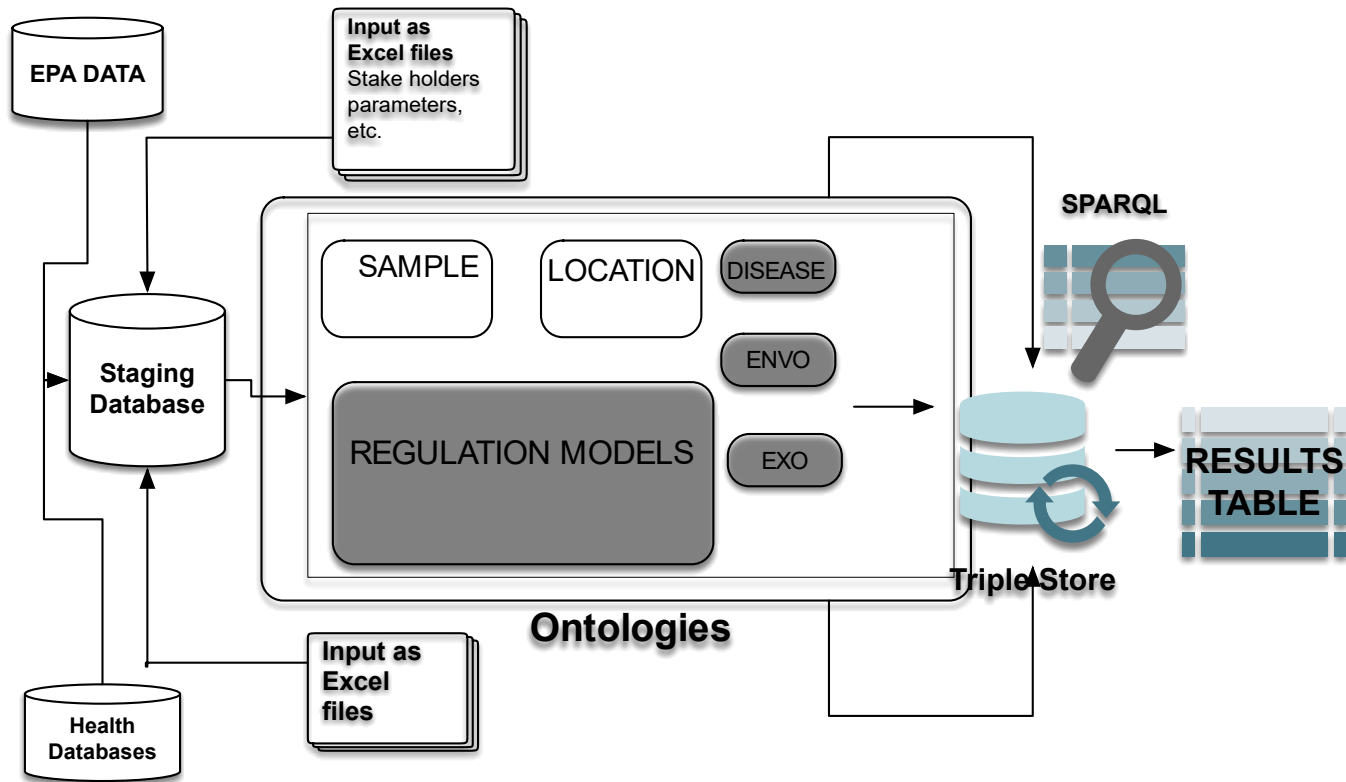 EPA DATA
Input as
Excel files
Stake holders
parameters,
etc.
SPARQL
SAMPLE
LOCATION
DISEASE
ENVO
Staging
Database
REGULATION MODELS
EXO
RESULTS
TABLE
Triple Store
Ontologies
Input as
Excel
files
Health
Databases